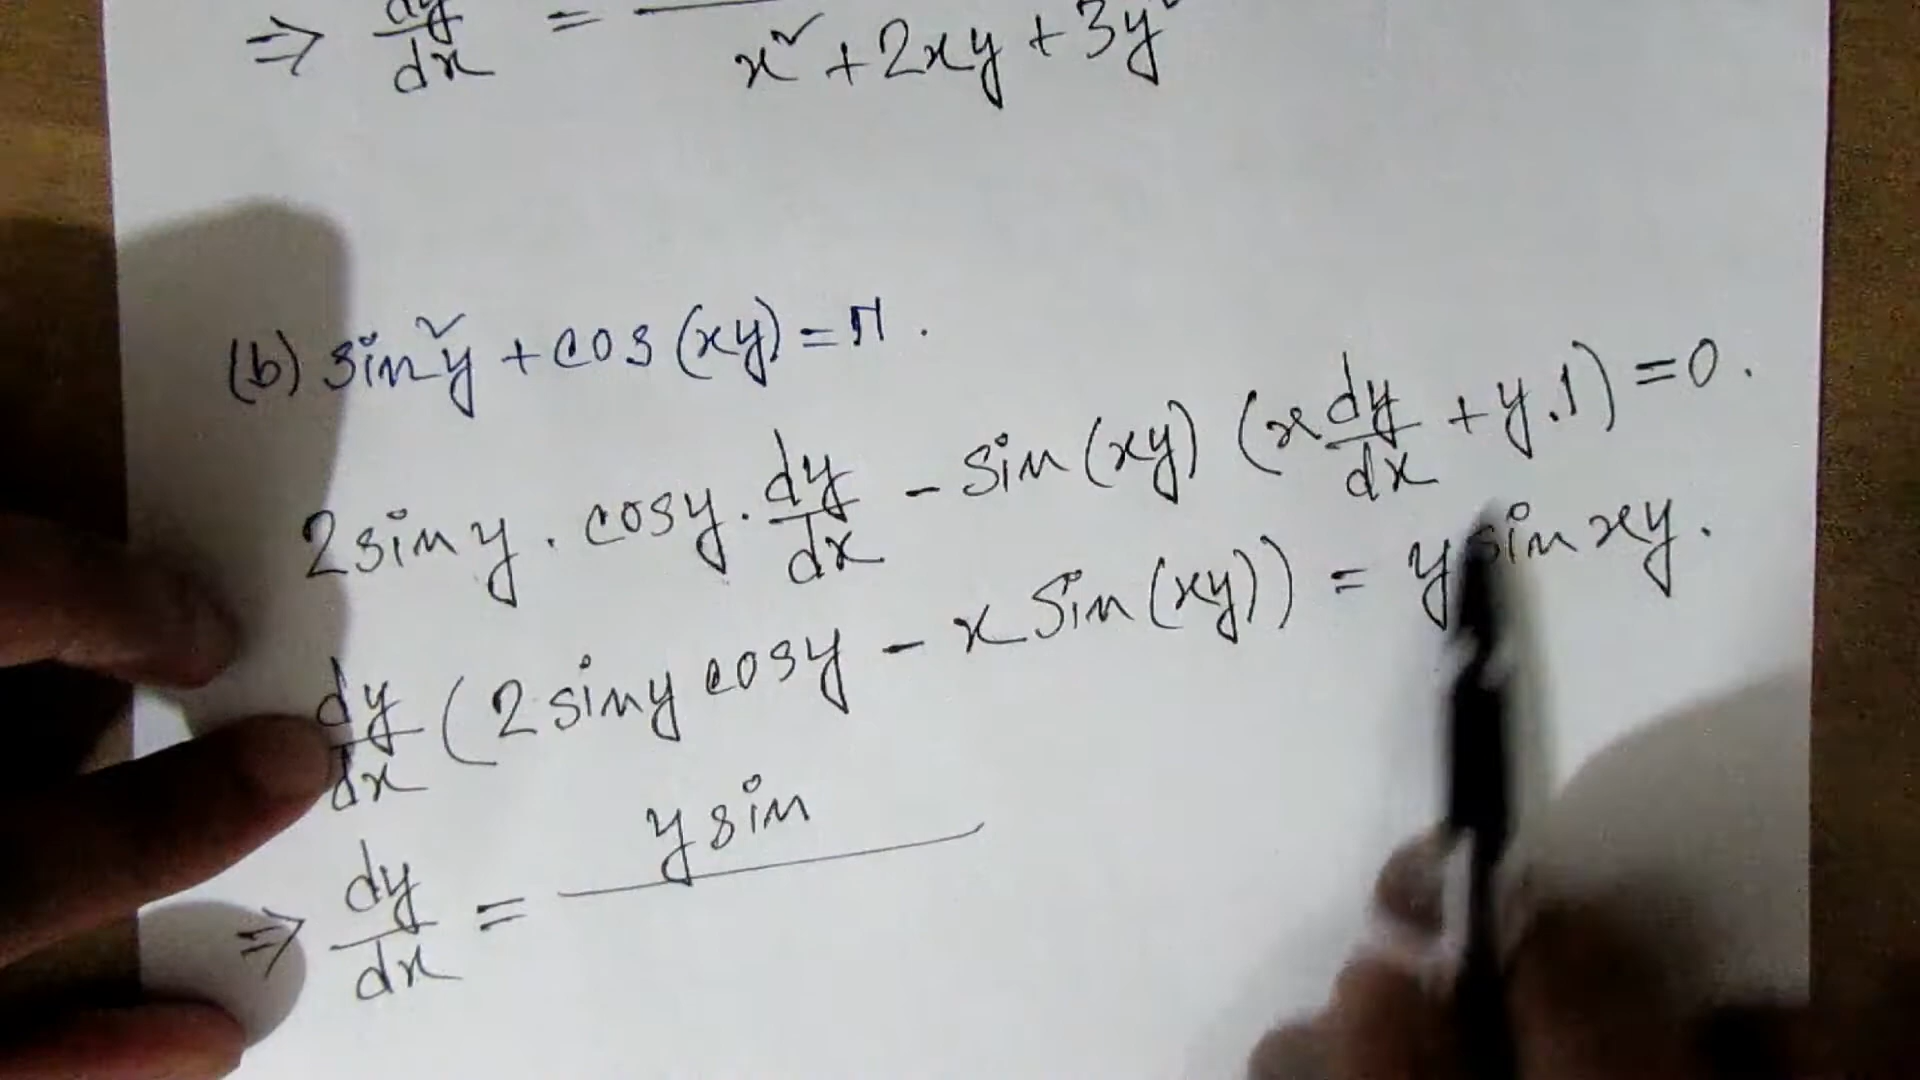 ⇒ dy/dx = ——— / x² + 2xy + 3y²
(b) sin²y + cos (xy) = π .
2 sin y . cos y . dy/dx - sin (xy) (x dy/dx + y.1) = 0 .
dy/dx (2 sin y cos y - x sin (xy)) = y sin xy .
⇒ dy/dx = y sin